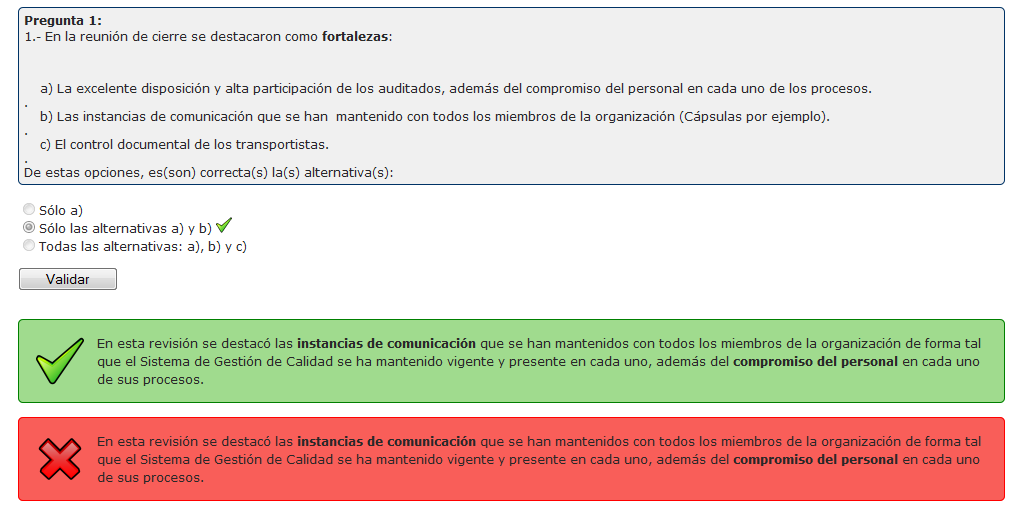 Pregunta 1:
1.- En la reunión de cierre se destacaron como fortalezas:
a) La excelente disposición y alta participación de los auditados, además del compromiso del personal en cada uno de los procesos.
.
b) Las instancias de comunicación que se han mantenido con todos los miembros de la organización (Cápsulas por ejemplo).
.
c) El control documental de los transportistas.
.
De estas opciones, es(son) correcta(s) la(s) alternativa(s):
Sólo a)
Sólo las alternativas a) y b)
Todas las alternativas: a), b) y c)
Validar
En esta revisión se destacó las instancias de comunicación que se han mantenidos con todos los miembros de la organización de forma tal
que el Sistema de Gestión de Calidad se ha mantenido vigente y presente en cada uno, además del compromiso del personal en cada uno
de sus procesos.
En esta revisión se destacó las instancias de comunicación que se han mantenidos con todos los miembros de la organización de forma tal
que el Sistema de Gestión de Calidad se ha mantenido vigente y presente en cada uno, además del compromiso del personal en cada uno
de sus procesos.